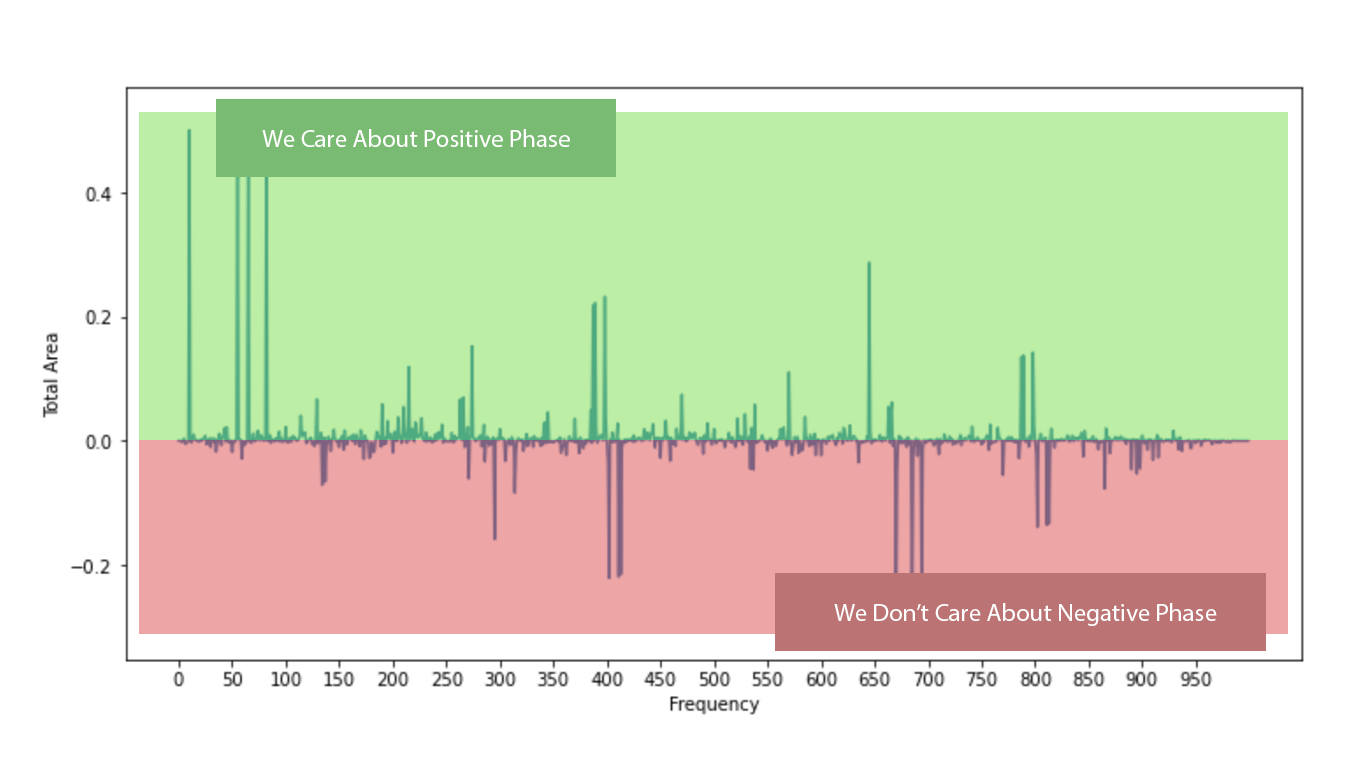 We Care About Positive Phase
0.4
0.2
Total Area
0.0
−0.2
We Don’t Care About Negative Phase
0 50 100 150 200 250 300 350 400 450 500 550 600 650 700 750 800 850 900 950
Frequency